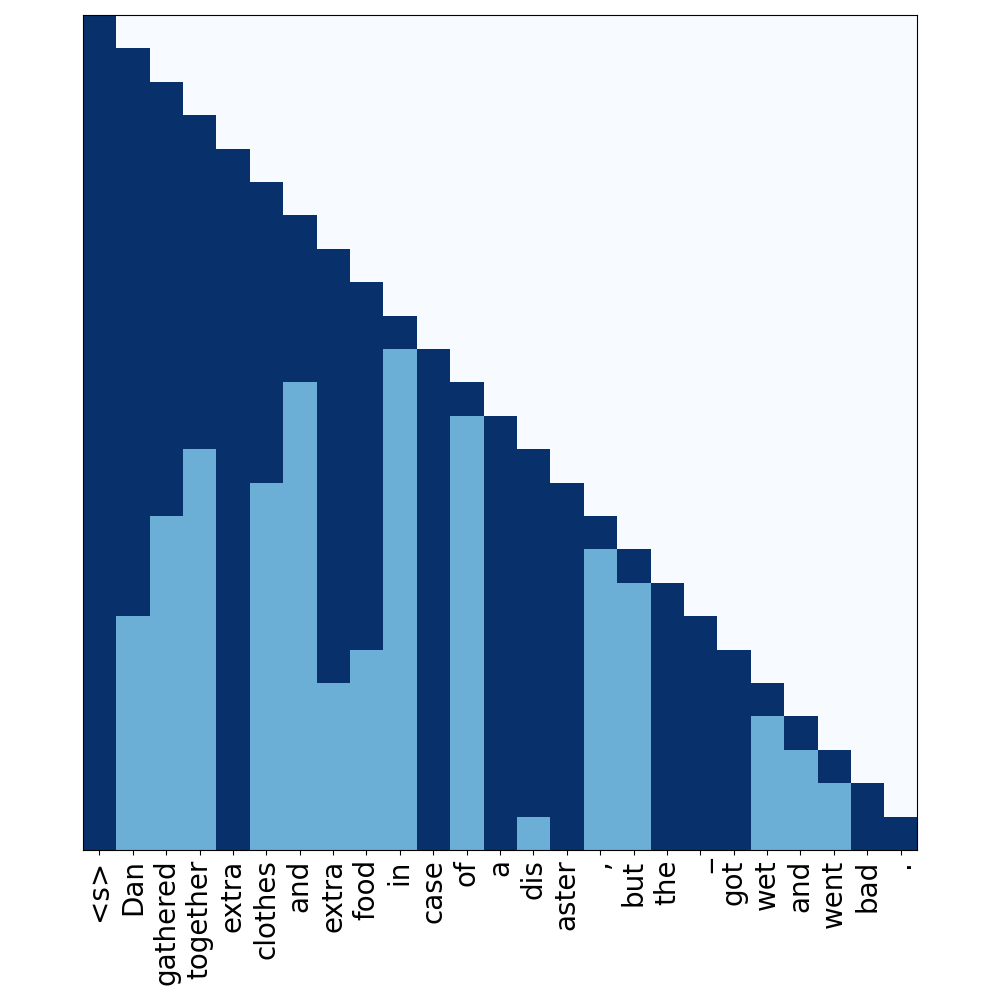 <s> Dan gathered together extra clothes and extra food in case of a dis aster , but the _ got wet and went bad .